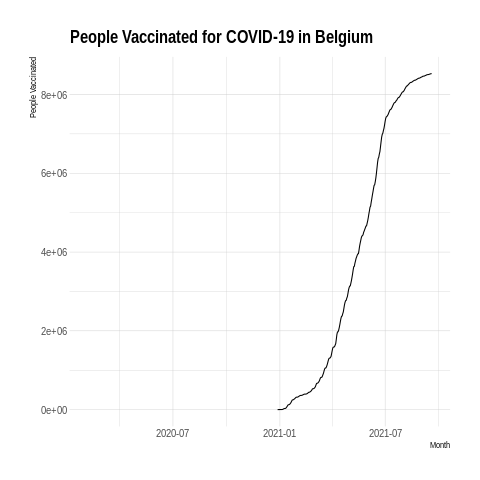 People Vaccinated for COVID-19 in Belgium
People Vaccinated
8e+06
6e+06
4e+06
2e+06
0e+00
2020-07
2021-01
2021-07
Month